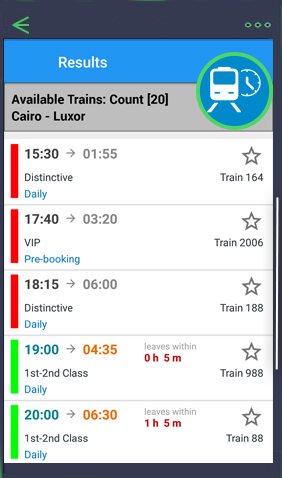 Results
Available Trains: Count [20]
Cairo - Luxor
15:30 → 01:55
Distinctive Train 164
Daily
17:40 → 03:20
VIP Train 2006
Pre-booking
18:15 → 06:00
Distinctive Train 188
Daily
19:00 → 04:35 leaves within
0 h 5 m
1st-2nd Class Train 988
Daily
20:00 → 06:30 leaves within
1 h 5 m
1st-2nd Class Train 88
Daily